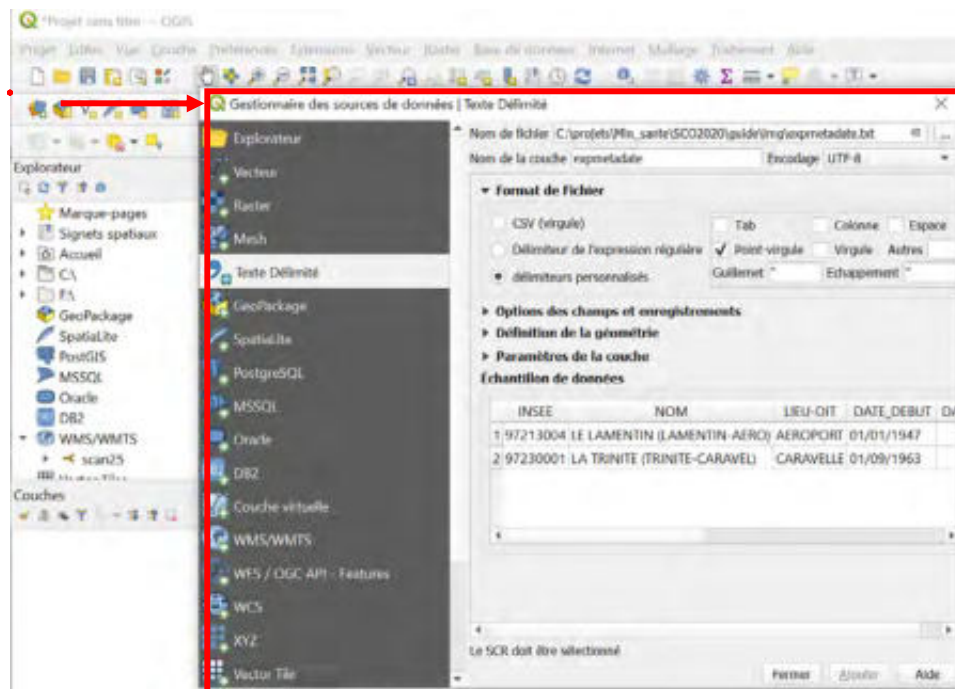 *Projet sans titre — QGIS
Projet Éditer Vue Couche Préférences Extensions Vecteur Raster Base de données Internet Maillage Traitement Aide
Gestionnaire des sources de données | Texte Délimité
Explorateur
Marque-pages
Signets spatiaux
Accueil
C:\
F:\
GeoPackage
SpatiaLite
PostGIS
MSSQL
Oracle
DB2
WMS/WMTS
scan25
Vector Tiles
Couches
Explorateur
Vecteur
Raster
Mesh
Texte Délimité
GeoPackage
SpatiaLite
PostgreSQL
MSSQL
Oracle
DB2
Couche virtuelle
WMS/WMTS
WFS / OGC API - Features
WCS
XYZ
Vector Tile
Nom de fichier C:\projets\Min_sante\SCO2020\guide\img\expmetadate.txt ...
Nom de la couche expmetadate Encodage UTF-8
Format de Fichier
CSV (virgule) Tab Colonne Espace
Délimiteur de l'expression régulière Point-virgule Virgule Autres
délimiteurs personnalisés Guillemet " Echappement "
Options des champs et enregistrements
Définition de la géométrie
Paramètres de la couche
Échantillon de données
INSEE NOM LIEU-DIT DATE_DEBUT DA
1 97213004 LE LAMENTIN (LAMENTIN-AERO) AEROPORT 01/01/1947
2 97230001 LA TRINITE (TRINITE-CARAVEL) CARAVELLE 01/09/1963
Le SCR doit être sélectionné
Fermer Ajouter Aide